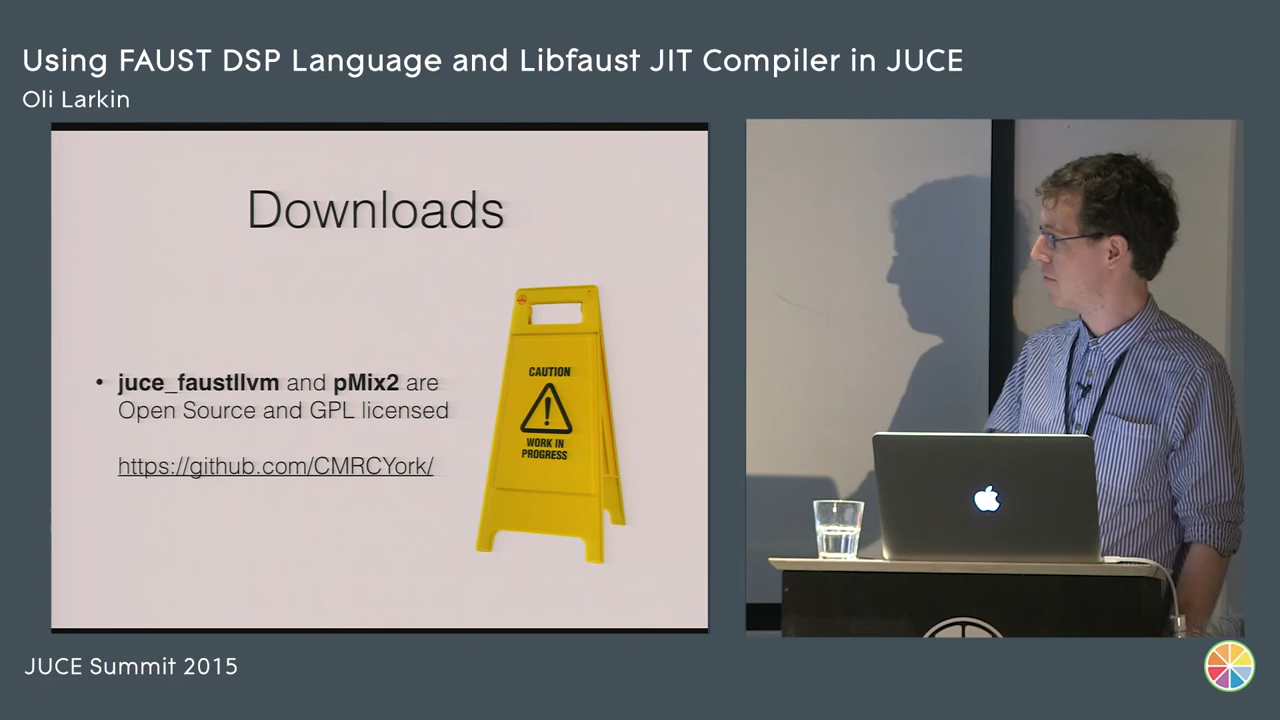 Using FAUST DSP Language and Libfaust JIT Compiler in JUCE
Oli Larkin
Downloads
• juce_faustllvm and pMix2 are
Open Source and GPL licensed
https://github.com/CMRCYork/
CAUTION
WORK IN
PROGRESS
JUCE Summit 2015